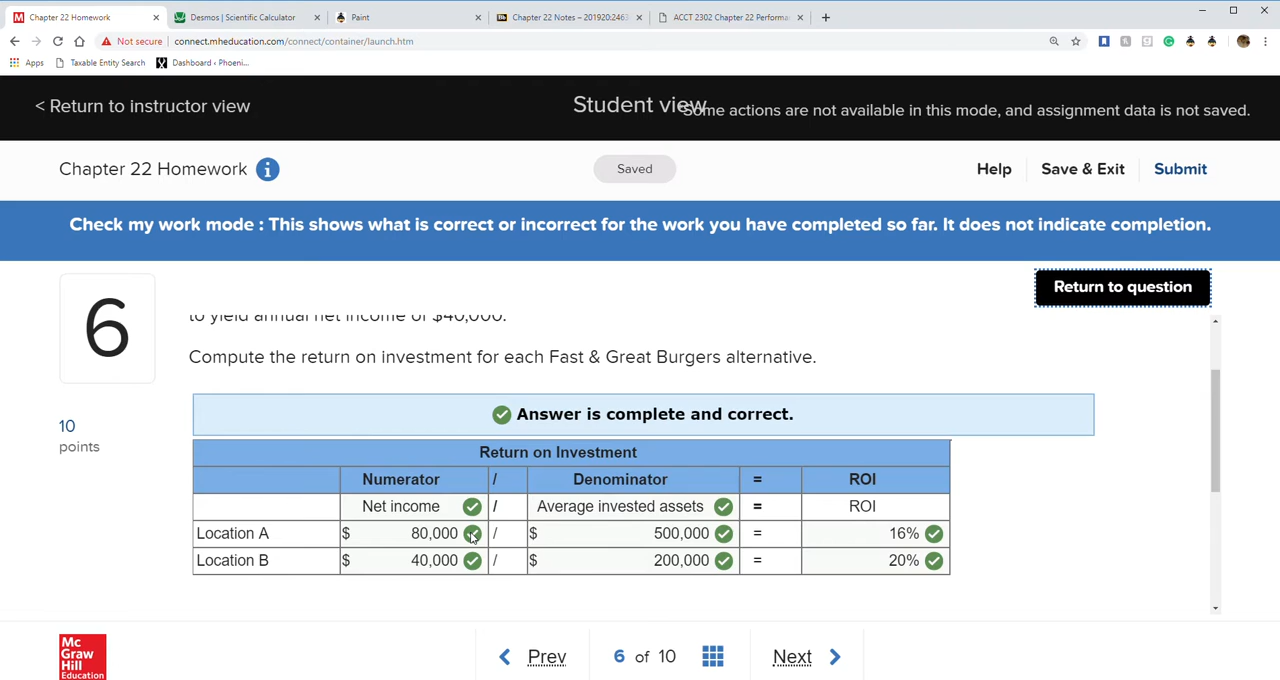 Chapter 22 Homework
Desmos | Scientific Calculator
Paint
Chapter 22 Notes – 201920:2463
ACCT 2302 Chapter 22 Performa
Not secure
connect.mheducation.com/connect/container/launch.htm
Apps
Taxable Entity Search
Dashboard ‹ Phoeni...
< Return to instructor view
Student view
Some actions are not available in this mode, and assignment data is not saved.
Chapter 22 Homework
Saved
Help
Save & Exit
Submit
Check my work mode : This shows what is correct or incorrect for the work you have completed so far. It does not indicate completion.
Return to question
6
to yield annual net income of $40,000.
Compute the return on investment for each Fast & Great Burgers alternative.
10
points
Answer is complete and correct.
Return on Investment
Numerator / Denominator = ROI
Net income / Average invested assets = ROI
Location A $ 80,000 / $ 500,000 = 16%
Location B $ 40,000 / $ 200,000 = 20%
Mc
Graw
Hill
Education
Prev
6 of 10
Next